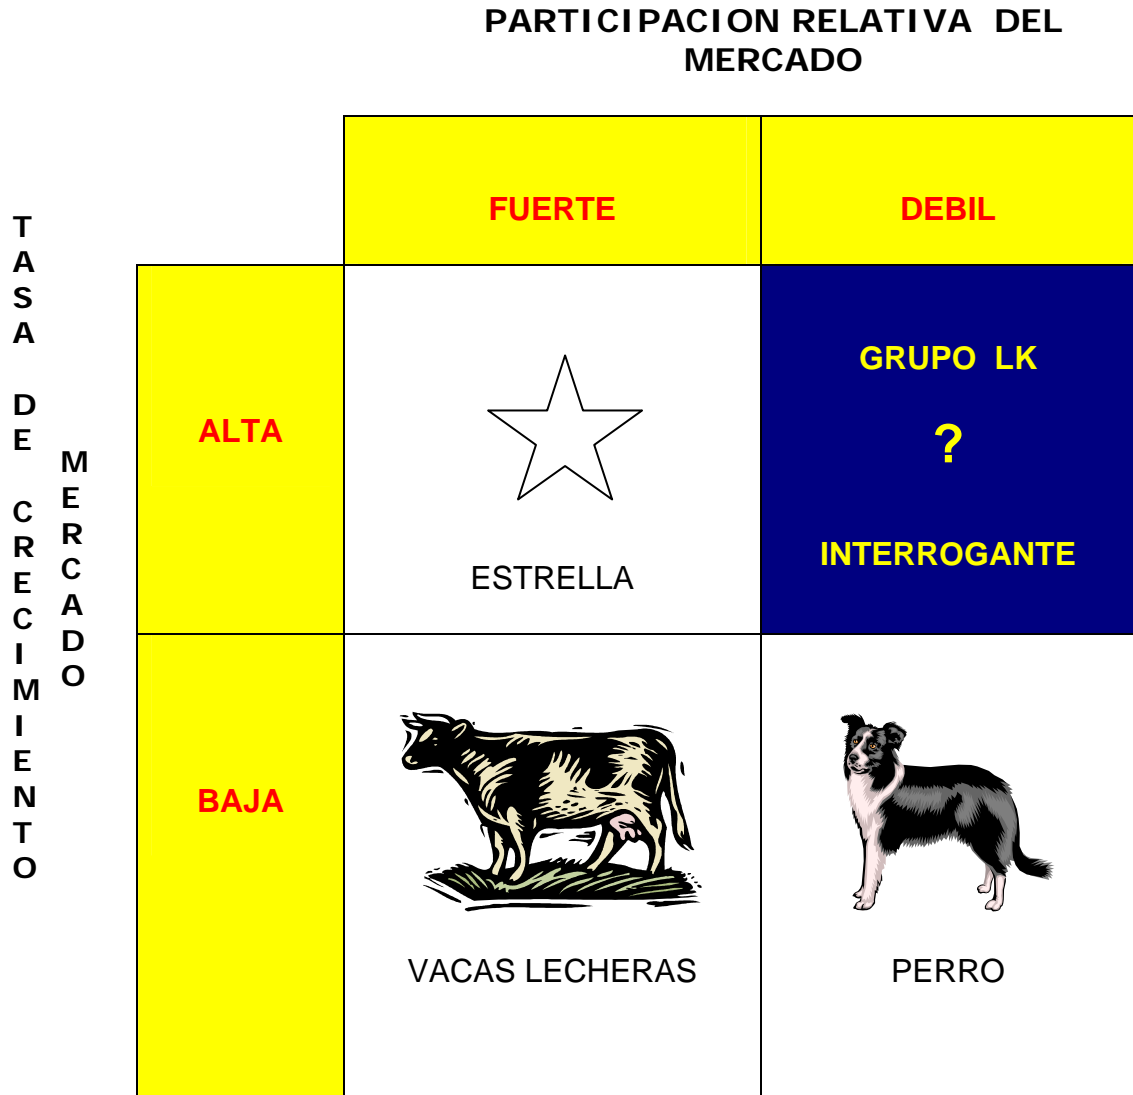 PARTICIPACION RELATIVA DEL
MERCADO
FUERTE
DEBIL
TASA DE CRECIMIENTO
MERCADO
ALTA
ESTRELLA
GRUPO LK
?
INTERROGANTE
BAJA
VACAS LECHERAS
PERRO